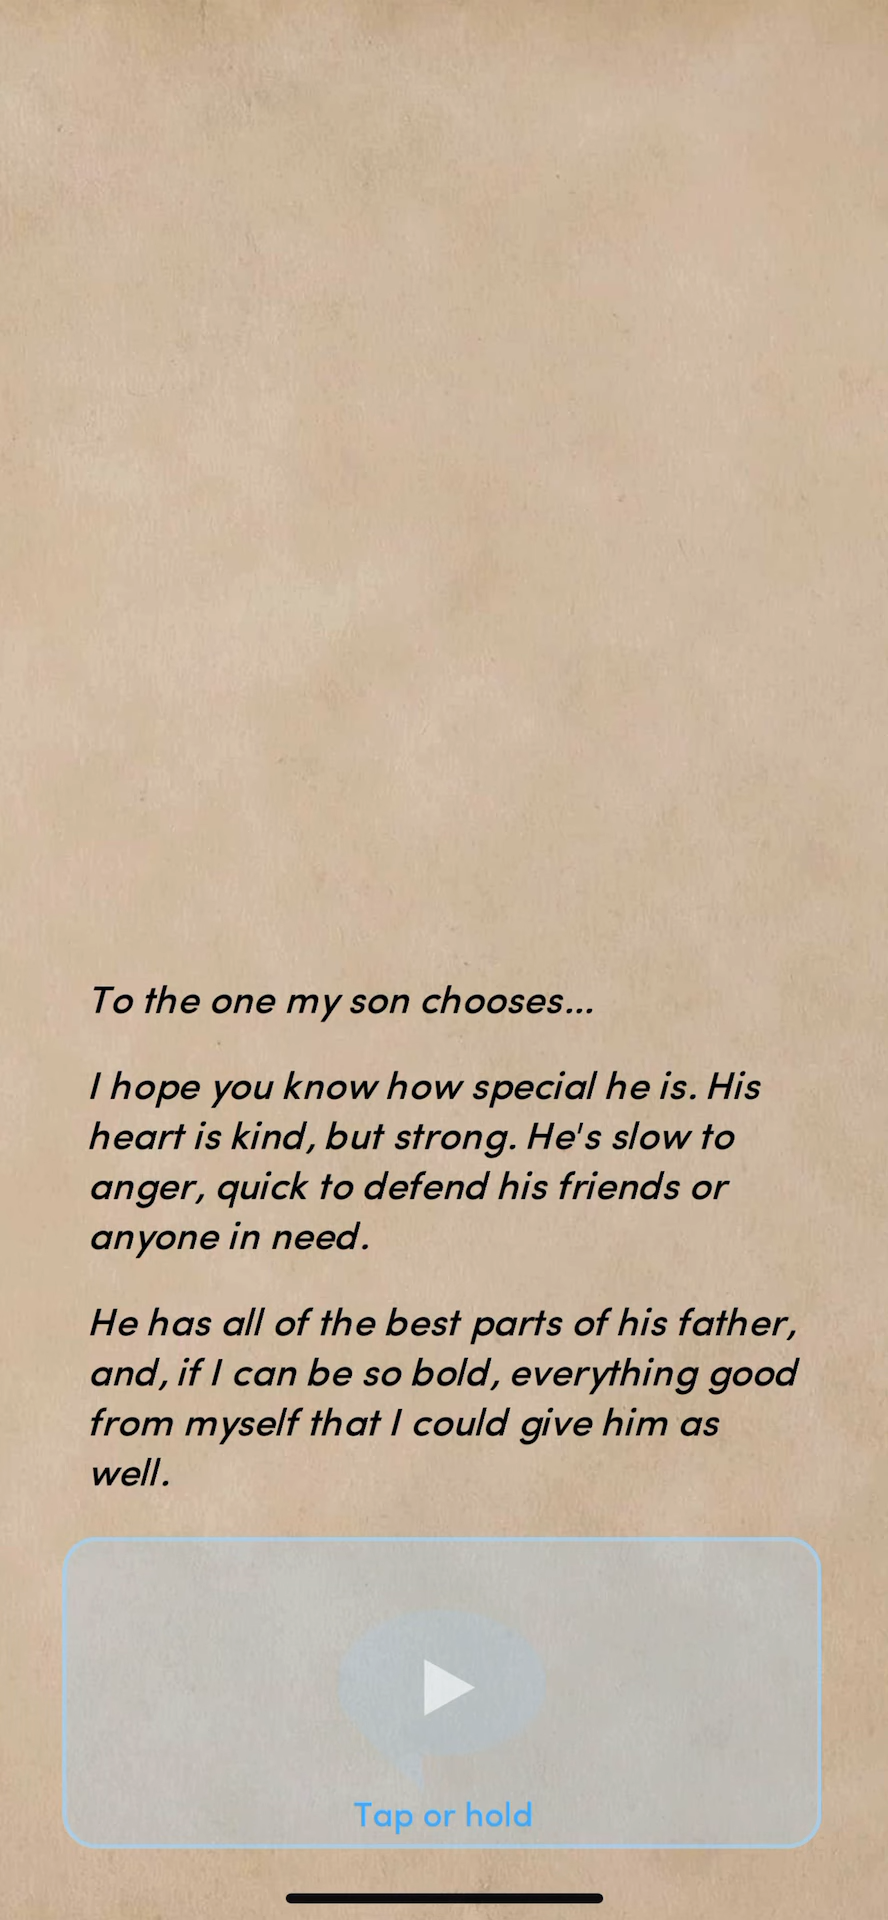 To the one my son chooses...
I hope you know how special he is. His
heart is kind, but strong. He's slow to
anger, quick to defend his friends or
anyone in need.
He has all of the best parts of his father,
and, if I can be so bold, everything good
from myself that I could give him as
well.
Tap or hold